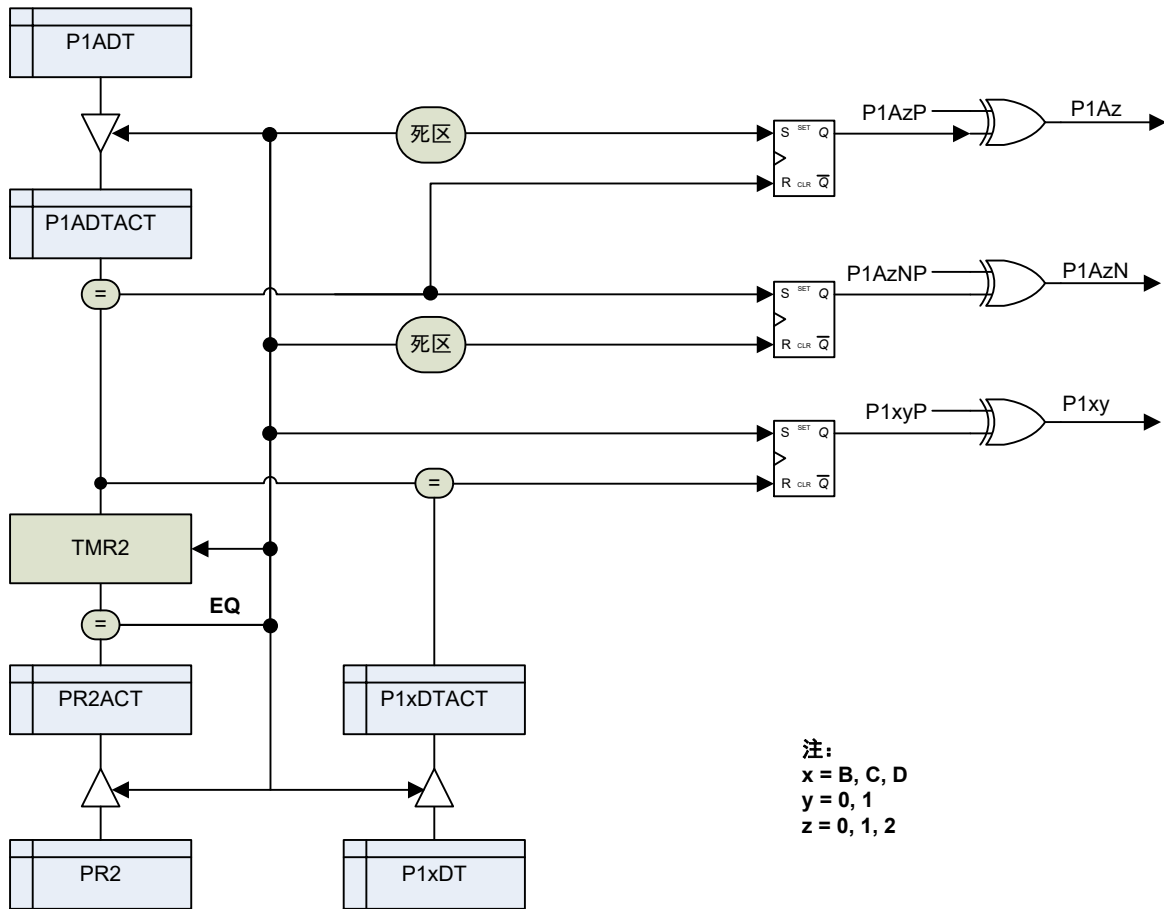 P1ADT
死区
S SET Q
R CLR Q
P1AzP
P1Az
P1ADTACT
=
P1AzNP
P1AzN
S SET Q
死区
R CLR Q
P1xyP
P1xy
S SET Q
=
R CLR Q
TMR2
EQ
=
PR2ACT
P1xDTACT
注:
x = B, C, D
y = 0, 1
z = 0, 1, 2
PR2
P1xDT